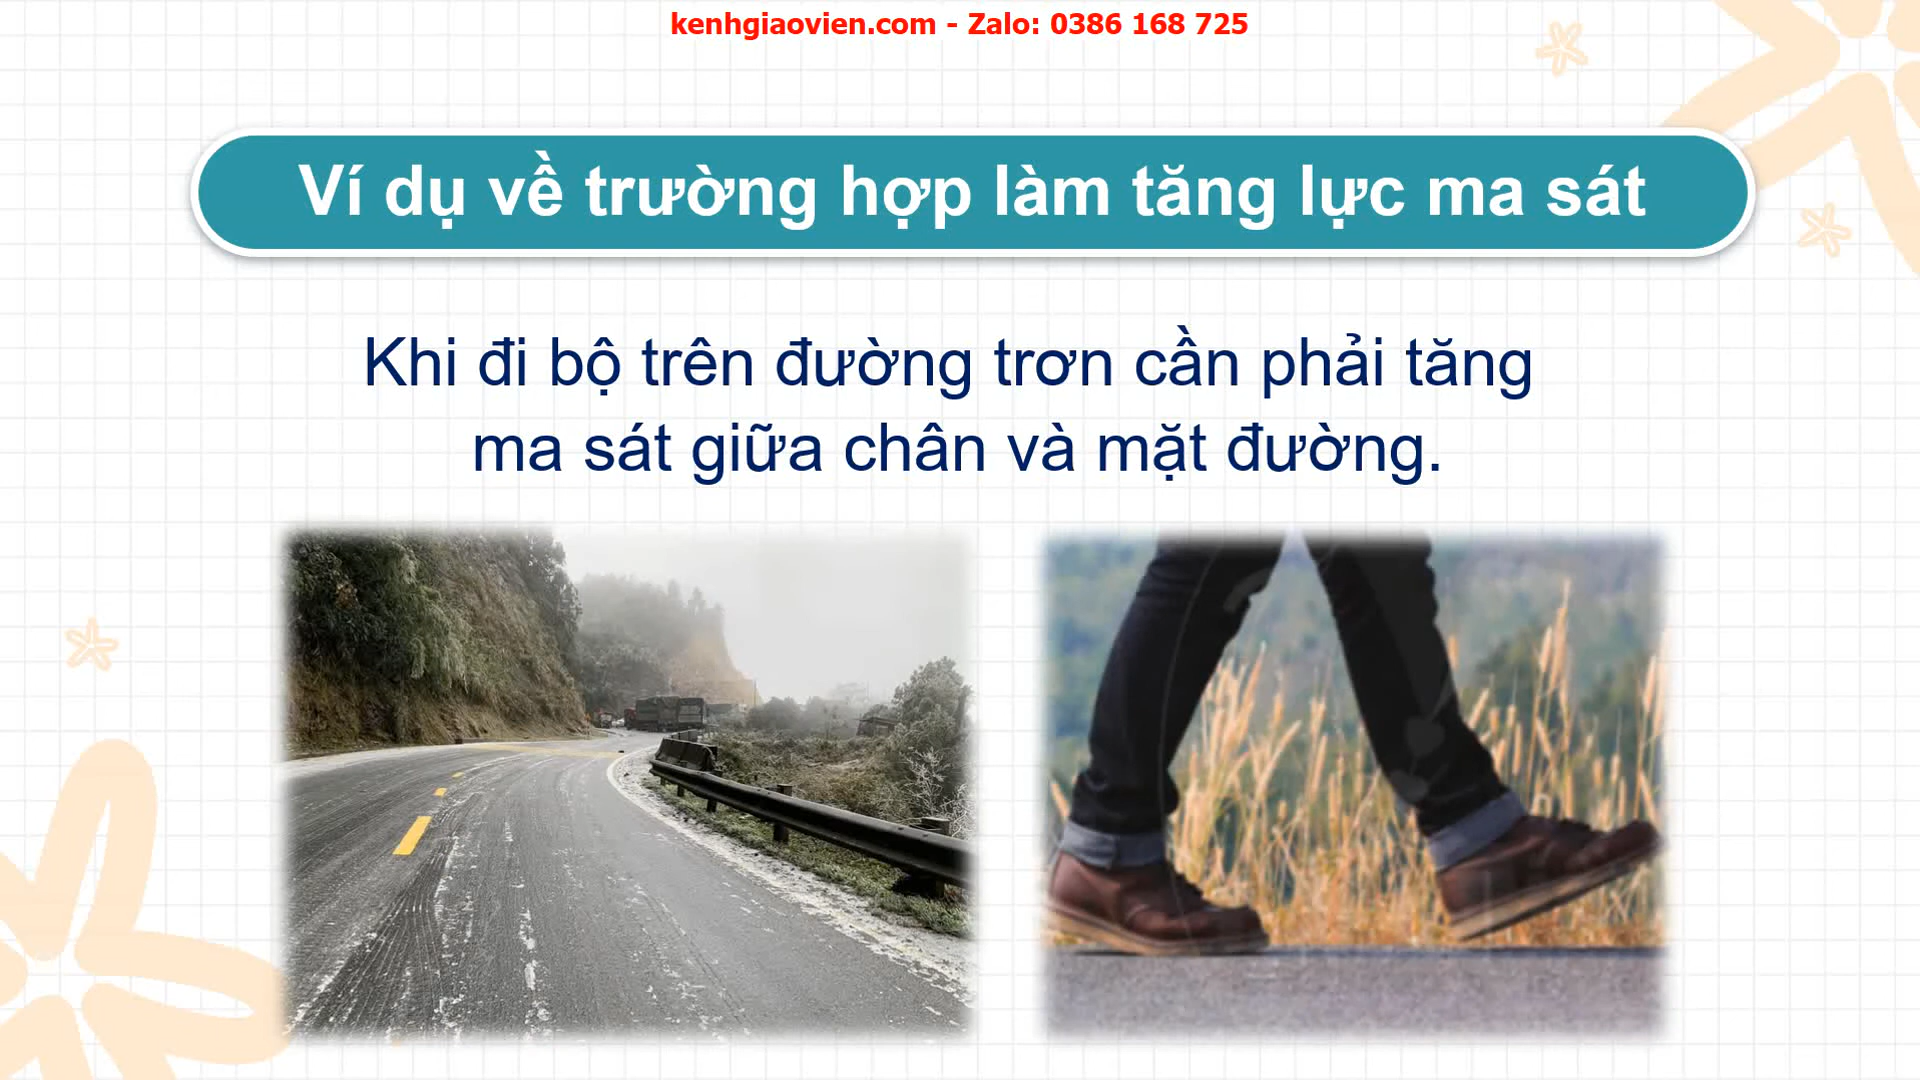 kenhgiaovien.com - Zalo: 0386 168 725
Ví dụ về trường hợp làm tăng lực ma sát
Khi đi bộ trên đường trơn cần phải tăng
ma sát giữa chân và mặt đường.